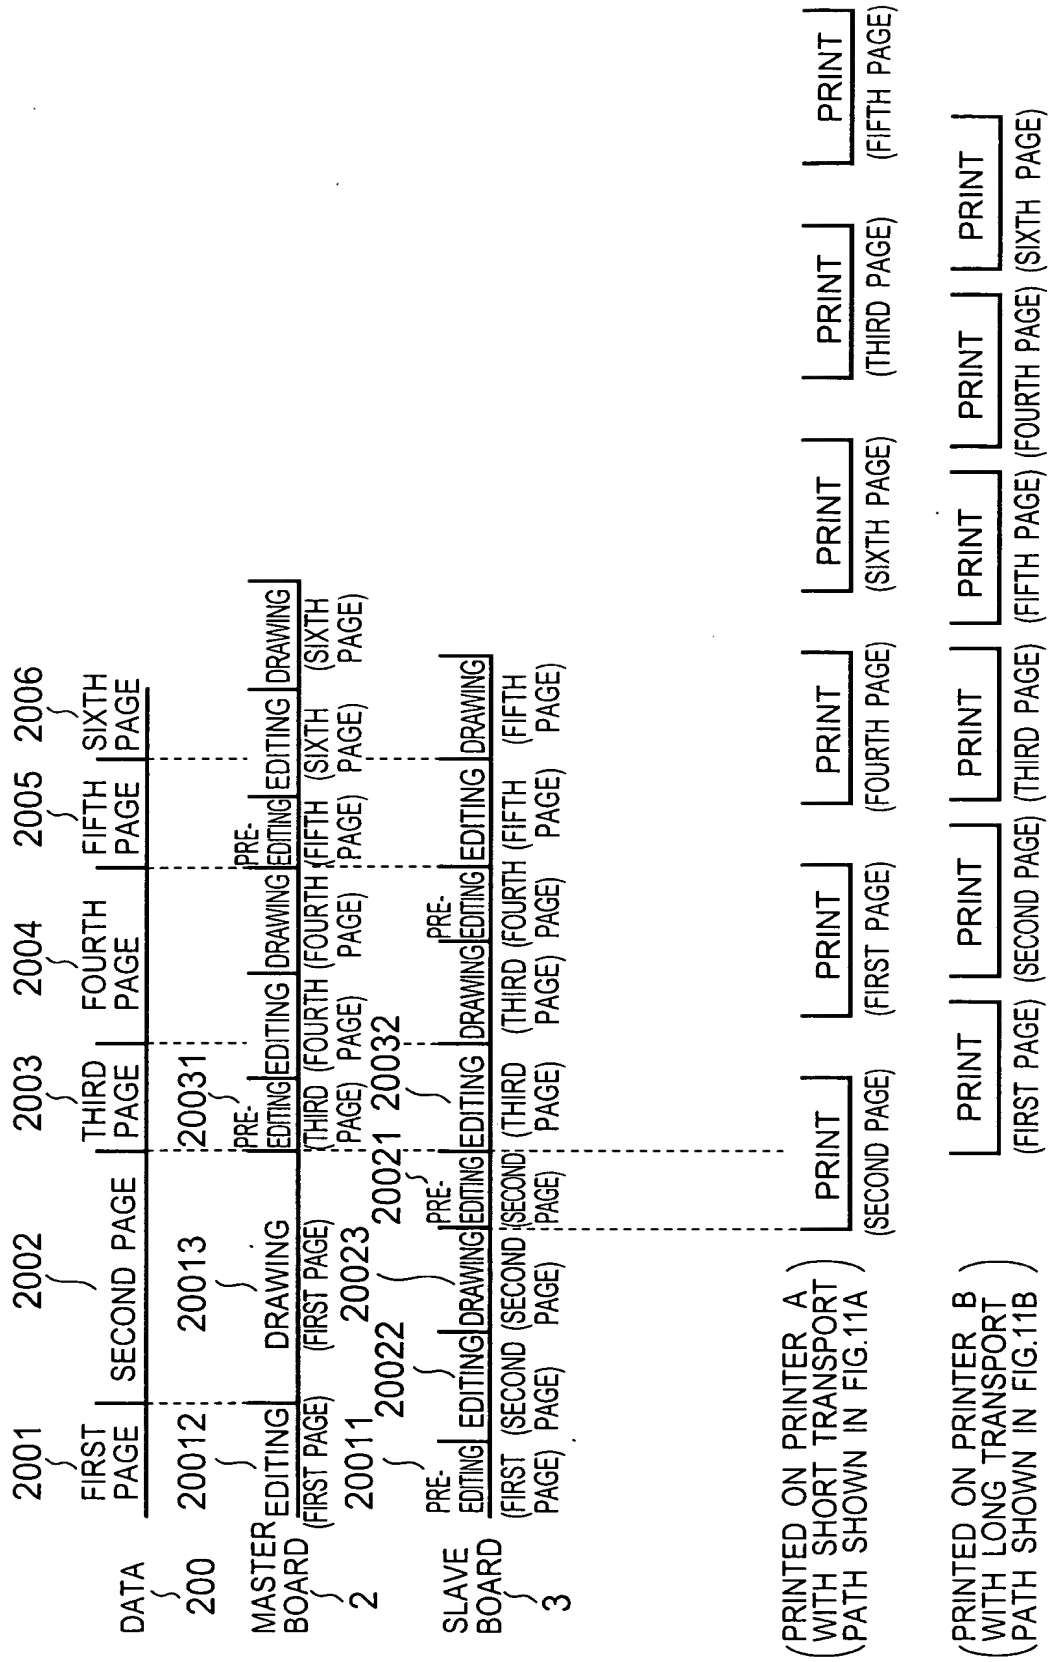 DATA
200
2001
FIRST
PAGE
2002
SECOND PAGE
2003
THIRD
PAGE
2004
FOURTH
PAGE
2005
FIFTH
PAGE
2006
SIXTH
PAGE
MASTER
BOARD
2
20012
EDITING
(FIRST PAGE)
20013
DRAWING
(FIRST PAGE)
20031
PRE-
EDITING
(THIRD
PAGE)
EDITING
(FOURTH
PAGE)
DRAWING
(FOURTH
PAGE)
PRE-
EDITING
(FIFTH
PAGE)
EDITING
(SIXTH
PAGE)
DRAWING
(SIXTH
PAGE)
SLAVE
BOARD
3
20011
PRE-
EDITING
(FIRST
PAGE)
20022
EDITING
(SECOND
PAGE)
20023
DRAWING
(SECOND
PAGE)
20021
PRE-
EDITING
(SECOND
PAGE)
20032
EDITING
(THIRD
PAGE)
DRAWING
(THIRD
PAGE)
PRE-
EDITING
(FOURTH
PAGE)
EDITING
(FIFTH
PAGE)
DRAWING
(FIFTH
PAGE)
(PRINTED ON PRINTER A
WITH SHORT TRANSPORT
PATH SHOWN IN FIG.11A)
PRINT
(SECOND PAGE)
PRINT
(FIRST PAGE)
PRINT
(FOURTH PAGE)
PRINT
(SIXTH PAGE)
PRINT
(THIRD PAGE)
PRINT
(FIFTH PAGE)
(PRINTED ON PRINTER B
WITH LONG TRANSPORT
PATH SHOWN IN FIG.11B)
PRINT
(FIRST PAGE)
PRINT
(SECOND PAGE)
PRINT
(THIRD PAGE)
PRINT
(FIFTH PAGE)
PRINT
(FOURTH PAGE)
PRINT
(SIXTH PAGE)